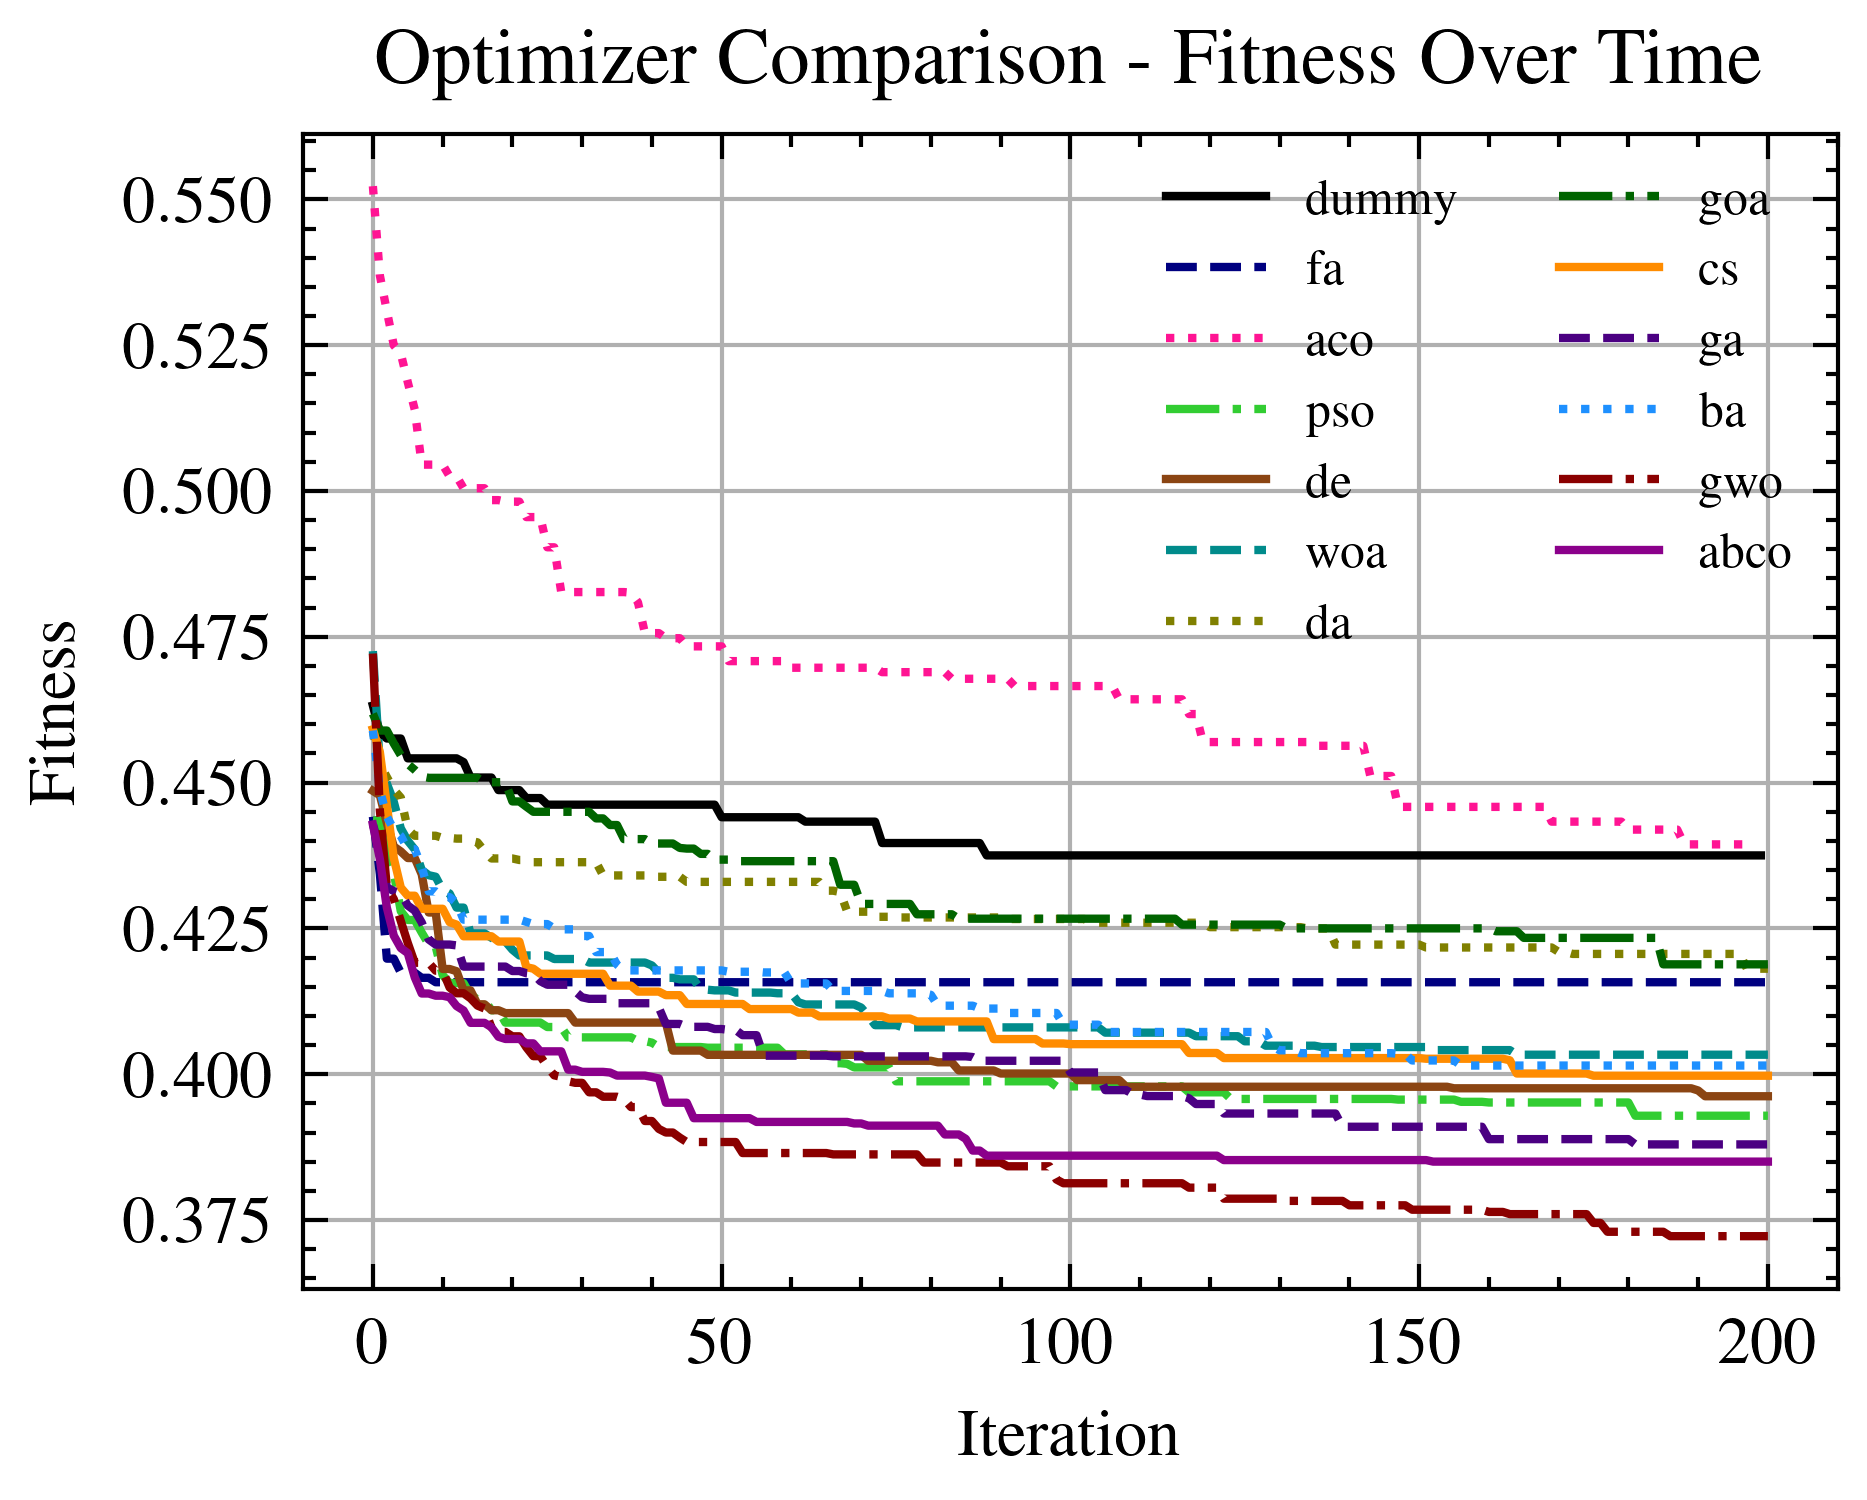 Optimizer Comparison - Fitness Over Time
Fitness
0.550
0.525
0.500
0.475
0.450
0.425
0.400
0.375
dummy
fa
aco
pso
de
woa
da
goa
cs
ga
ba
gwo
abco
0 50 100 150 200
Iteration